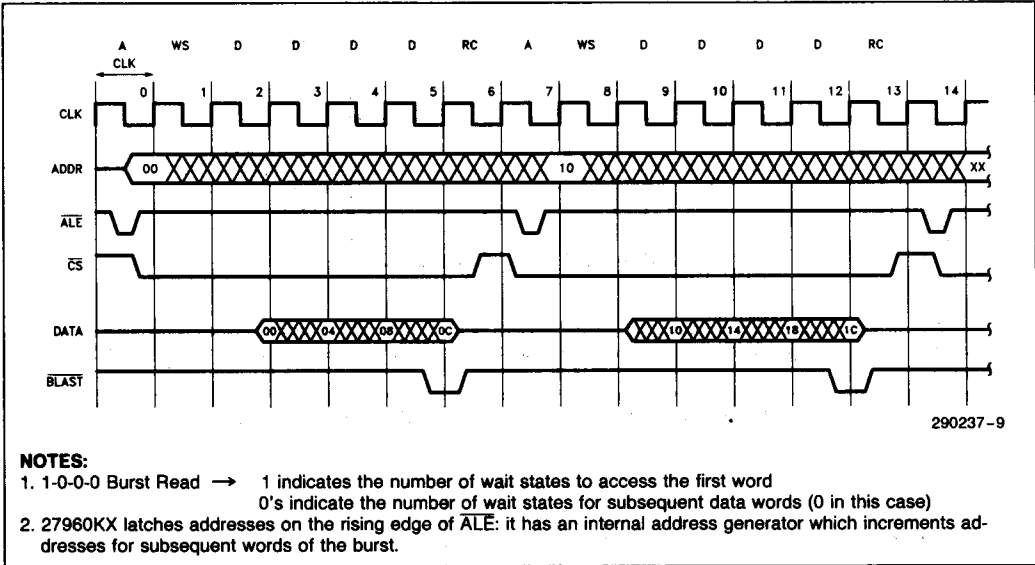 A WS D D D D RC A WS D D D D RC
CLK
0 1 2 3 4 5 6 7 8 9 10 11 12 13 14
CLK
ADDR 00 10 XX
ALE
CS
DATA 00 04 08 0C 10 14 18 1C
BLAST
290237-9
NOTES:
1. 1-0-0-0 Burst Read → 1 indicates the number of wait states to access the first word
0's indicate the number of wait states for subsequent data words (0 in this case)
2. 27960KX latches addresses on the rising edge of ALE: it has an internal address generator which increments ad-
dresses for subsequent words of the burst.